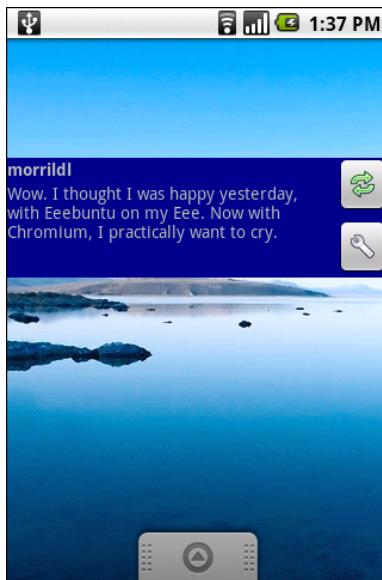 1:37 PM
morrildl
Wow. I thought I was happy yesterday,
with Eeebuntu on my Eee. Now with
Chromium, I practically want to cry.